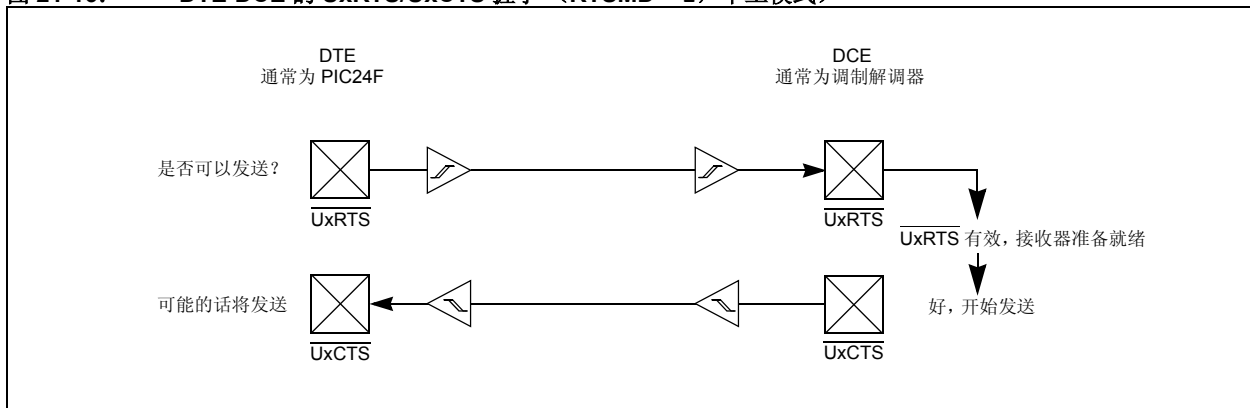 DTE
通常为 PIC24F
DCE
通常为调制解调器
是否可以发送？
UxRTS
UxRTS
UxRTS 有效，接收器准备就绪
可能的话将发送
好，开始发送
UxCTS
UxCTS